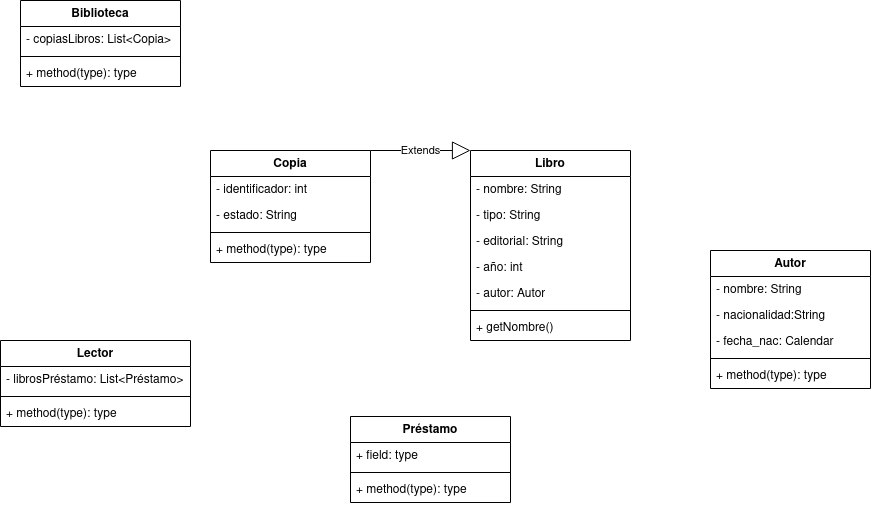 Biblioteca
- copiasLibros: List<Copia>
+ method(type): type
Copia
- identificador: int
- estado: String
+ method(type): type
Extends
Libro
- nombre: String
- tipo: String
- editorial: String
- año: int
- autor: Autor
+ getNombre()
Autor
- nombre: String
- nacionalidad:String
- fecha_nac: Calendar
+ method(type): type
Lector
- librosPréstamo: List<Préstamo>
+ method(type): type
Préstamo
+ field: type
+ method(type): type